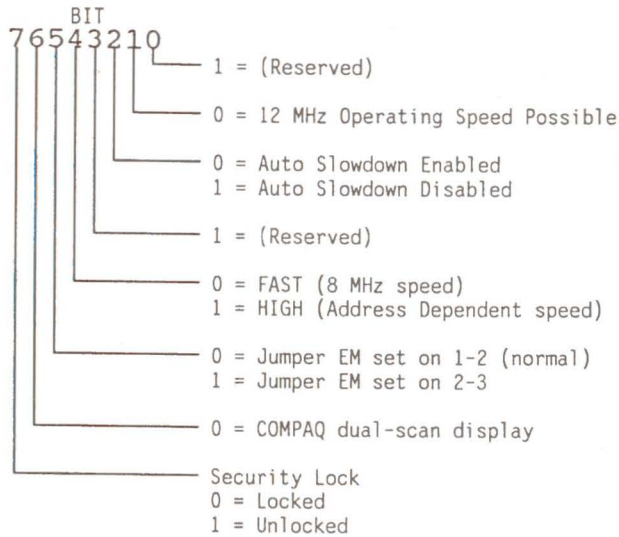 BIT
76543210
1 = (Reserved)
0 = 12 MHz Operating Speed Possible
0 = Auto Slowdown Enabled
1 = Auto Slowdown Disabled
1 = (Reserved)
0 = FAST (8 MHz speed)
1 = HIGH (Address Dependent speed)
0 = Jumper EM set on 1-2 (normal)
1 = Jumper EM set on 2-3
0 = COMPAQ dual-scan display
Security Lock
0 = Locked
1 = Unlocked